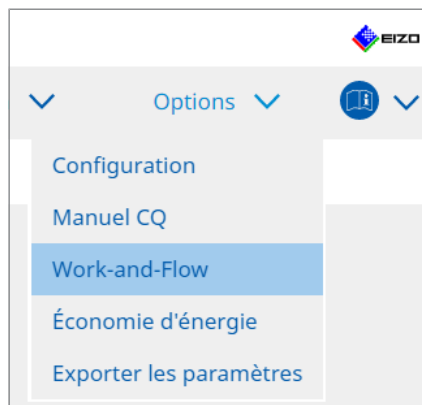 EIZO
Options
Configuration
Manuel CQ
Work-and-Flow
Économie d'énergie
Exporter les paramètres